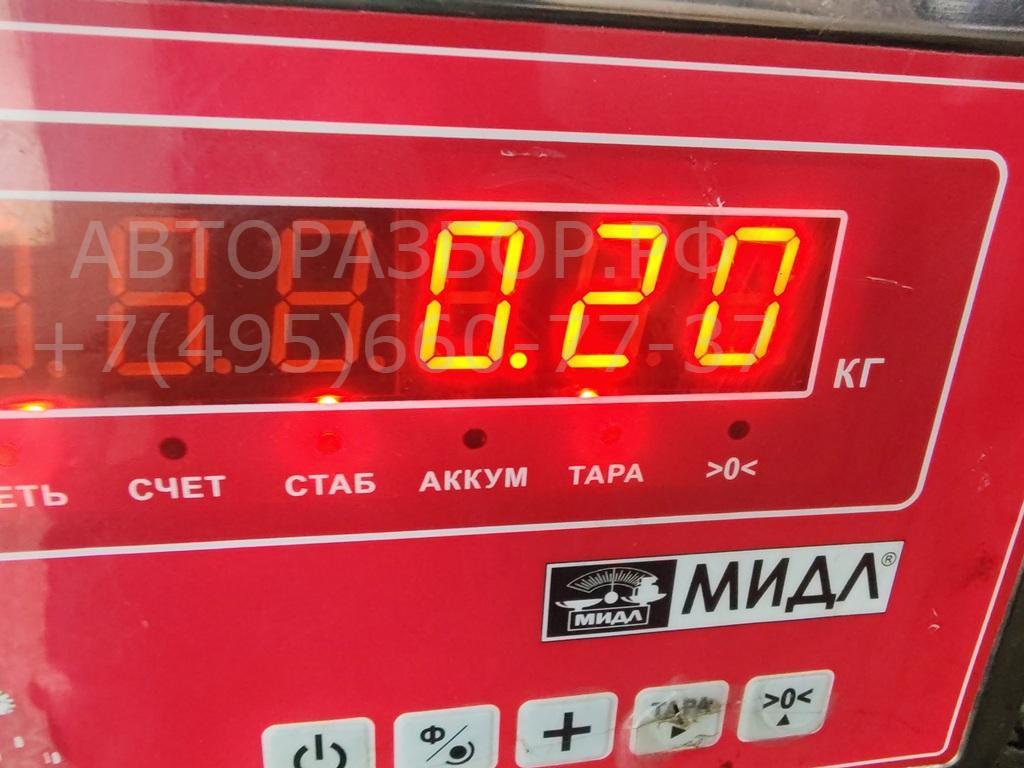 АВТОРАЗБОР.РФ
+7(495)660-77-37
0.20
КГ
ЕТЬ
СЧЕТ
СТАБ
АККУМ
ТАРА
>0<
МИДЛ
МИДЛ®
Ф
+
ТАРА
>0<